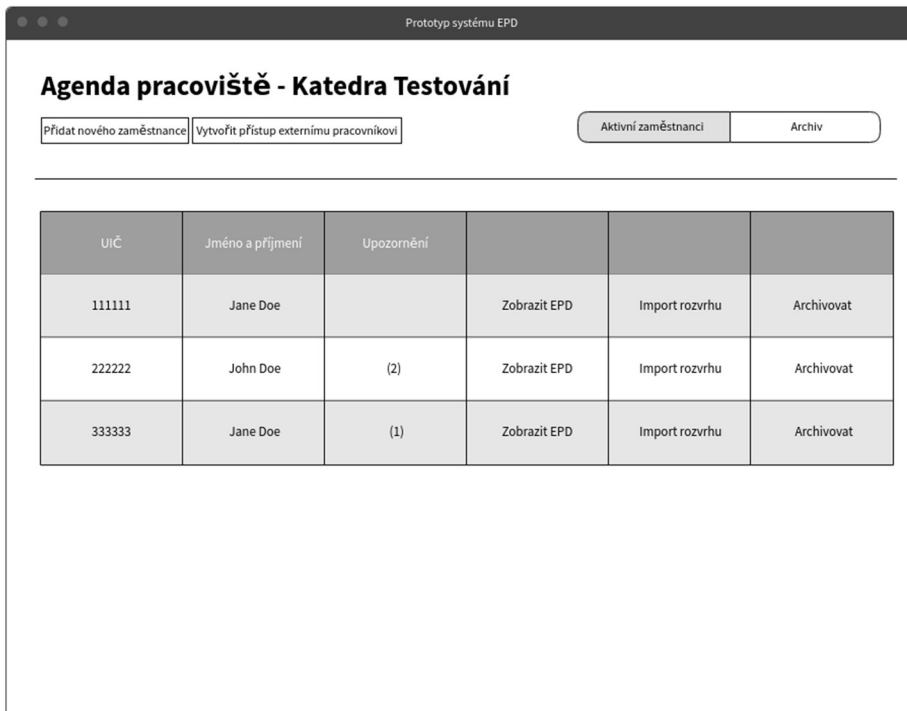 Prototyp systému EPD
Agenda pracoviště - Katedra Testování
Přidat nového zaměstnance Vytvořit přístup externímu pracovníkovi Aktivní zaměstnanci Archiv
UIČ Jméno a příjmení Upozornění
111111 Jane Doe Zobrazit EPD Import rozvrhu Archivovat
222222 John Doe (2) Zobrazit EPD Import rozvrhu Archivovat
333333 Jane Doe (1) Zobrazit EPD Import rozvrhu Archivovat